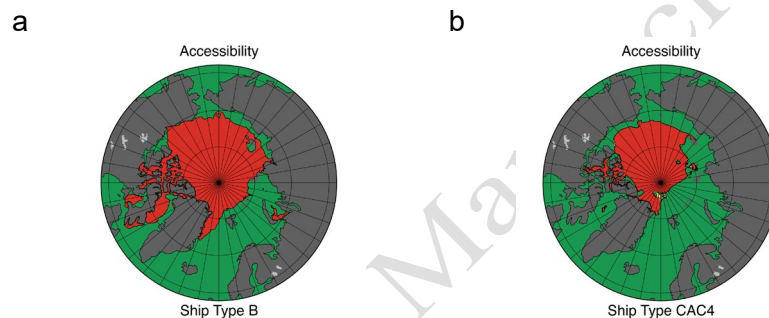 a
b
Accessibility
Accessibility
Ship Type B
Ship Type CAC4